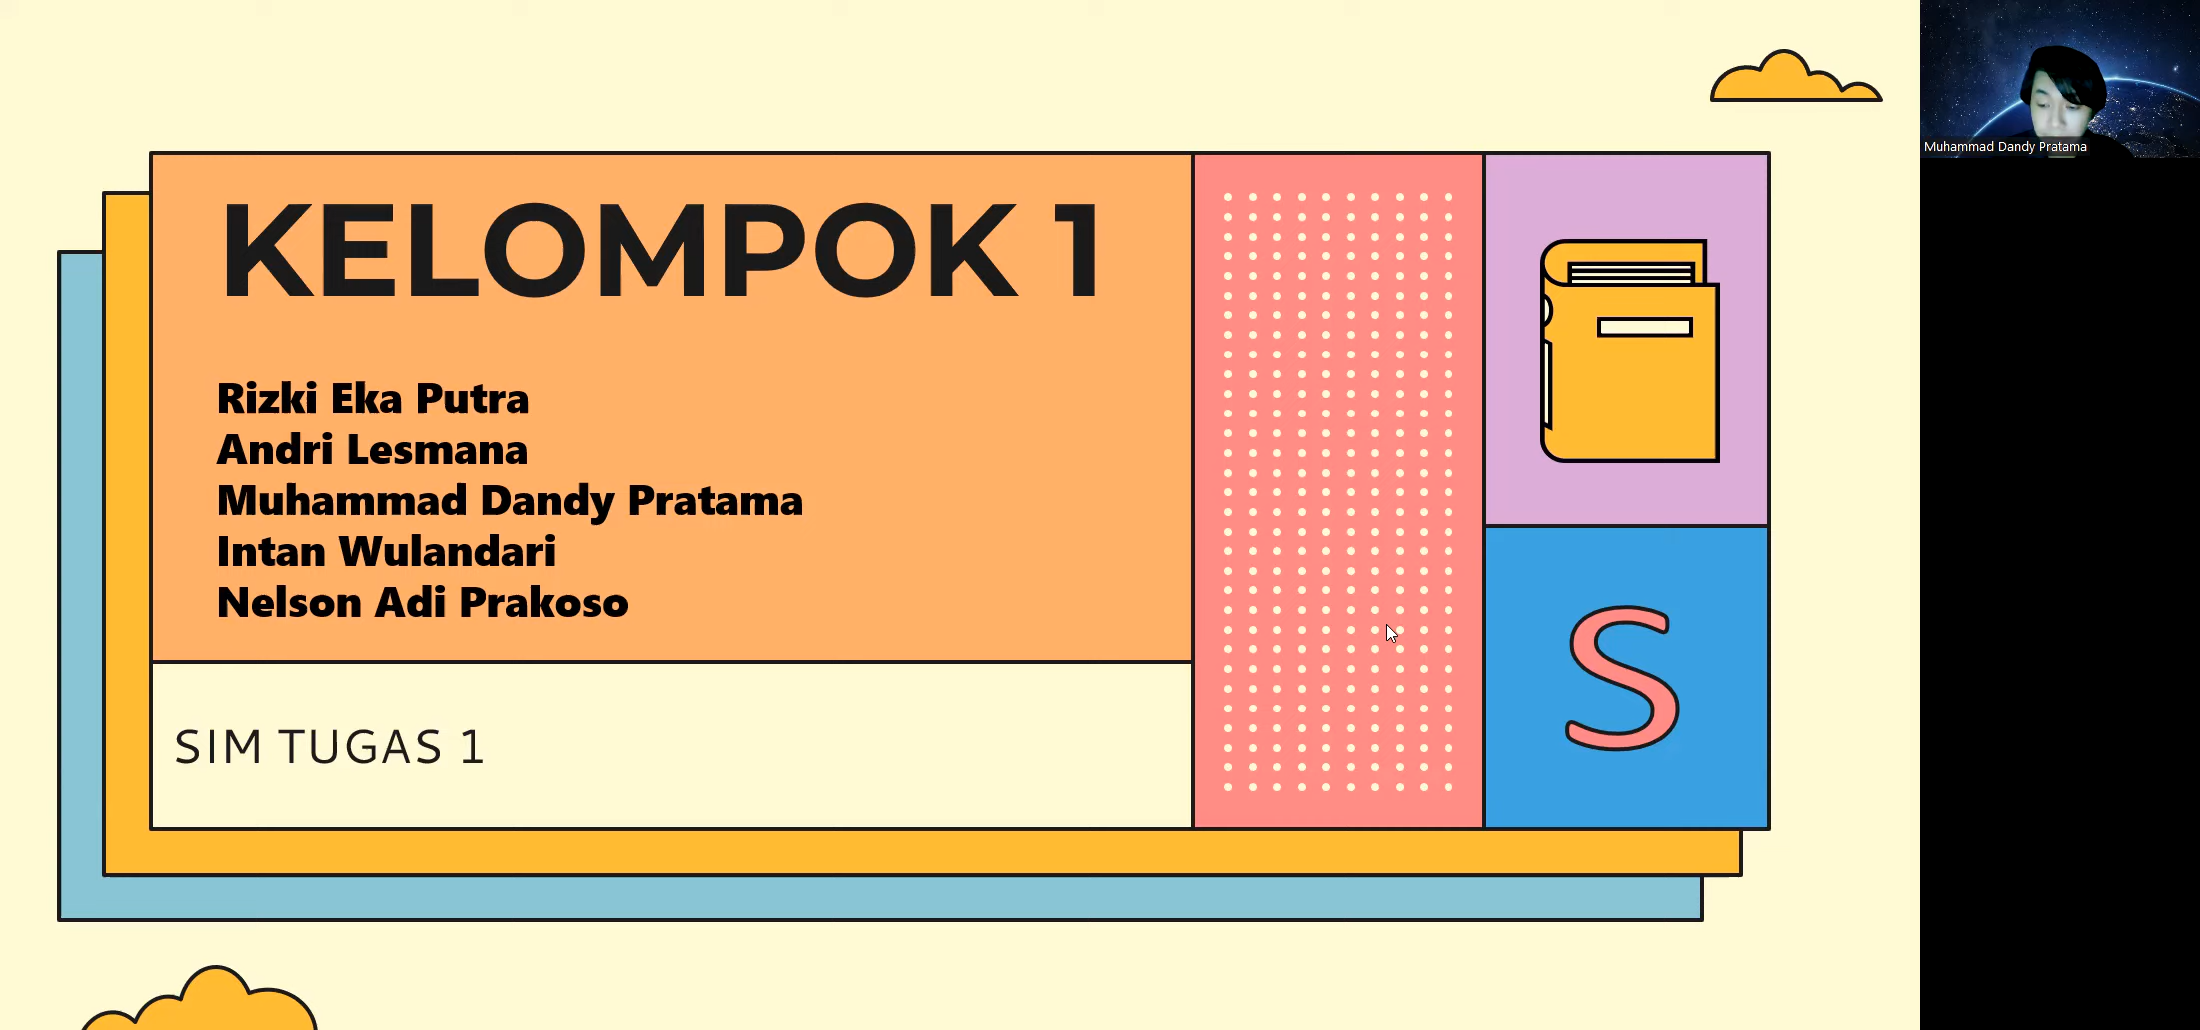 KELOMPOK 1
Rizki Eka Putra
Andri Lesmana
Muhammad Dandy Pratama
Intan Wulandari
Nelson Adi Prakoso
SIM TUGAS 1
S
Muhammad Dandy Pratama